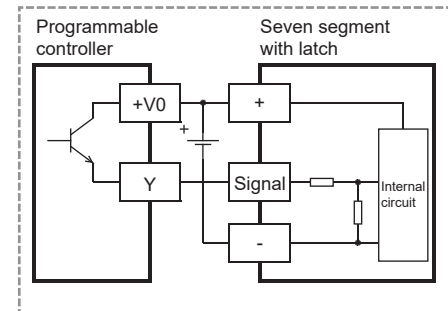 Programmable
controller
Seven segment
with latch
+V0
+
+
Y
Signal
Internal
circuit
-